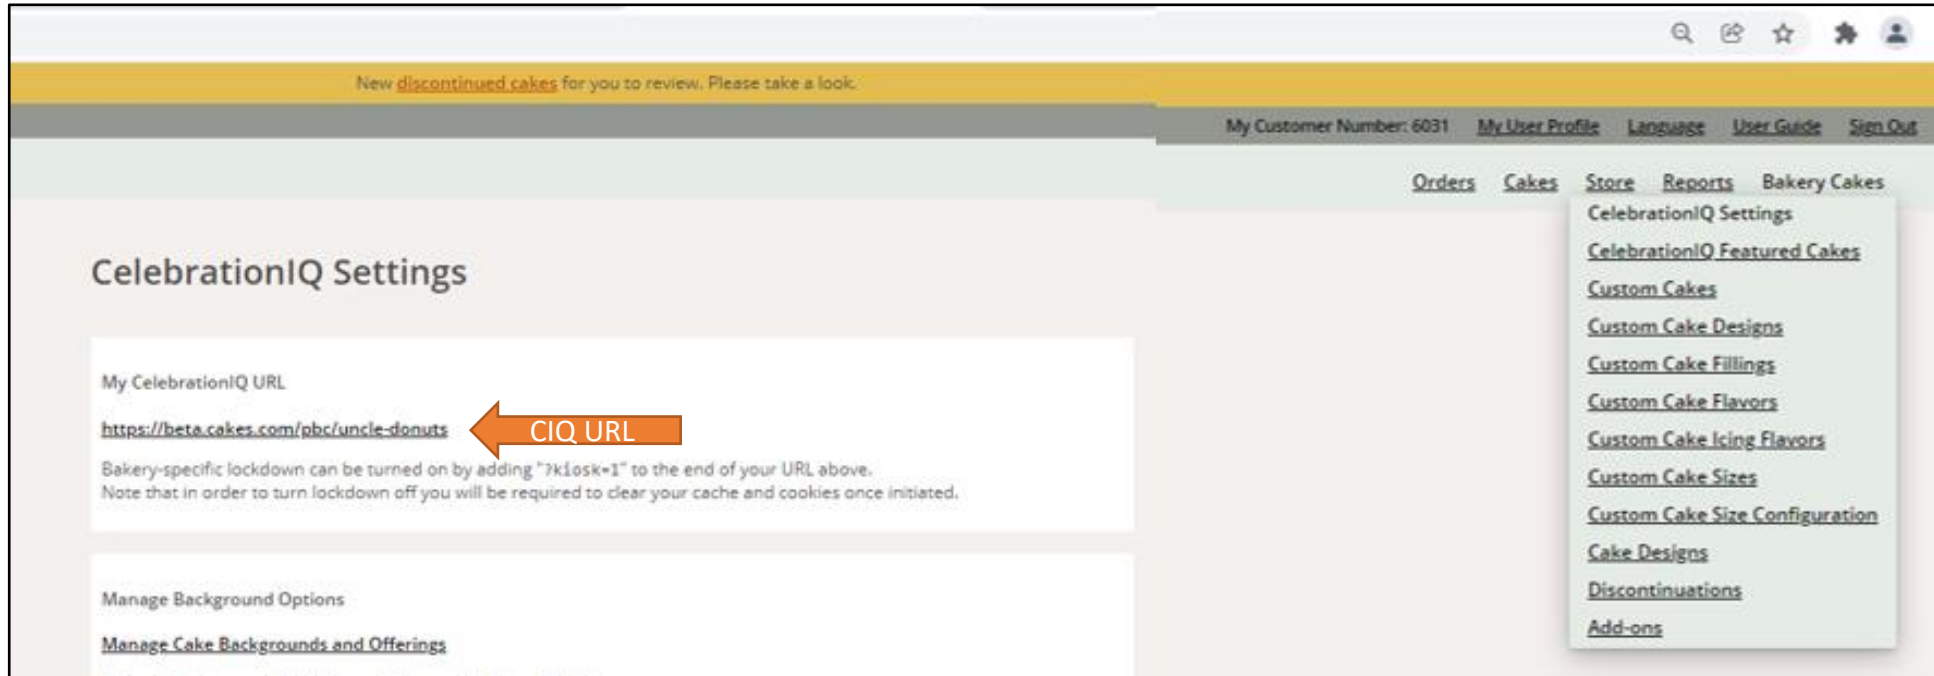 New discontinued cakes for you to review. Please take a look.
My Customer Number: 6031 My User Profile Language User Guide Sign Out
Orders Cakes Store Reports Bakery Cakes
CelebrationIQ Settings
CelebrationIQ Featured Cakes
Custom Cakes
Custom Cake Designs
Custom Cake Fillings
Custom Cake Flavors
Custom Cake Icing Flavors
Custom Cake Sizes
Custom Cake Size Configuration
Cake Designs
Discontinuations
Add-ons
CelebrationIQ Settings
My CelebrationIQ URL
https://beta.cakes.com/pbc/uncle-donuts
CIQ URL
Bakery-specific lockdown can be turned on by adding "?kiosk=1" to the end of your URL above.
Note that in order to turn lockdown off you will be required to clear your cache and cookies once initiated.
Manage Background Options
Manage Cake Backgrounds and Offerings